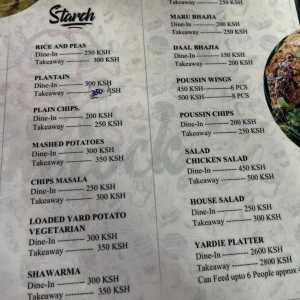 Starch
RICE AND PEAS
Dine-In ---------- 250 KSH
Takeaway ---------- 300 KSH
PLANTAIN
Dine-In ---------- 300 KSH
Takeaway ---------- KSH
PLAIN CHIPS.
Dine-In ---------- 200 KSH
Takeaway ---------- 250 KSH
MASHED POTATOES
Dine-In ---------- 300 KSH
Takeaway ---------- 350 KSH
CHIPS MASALA
Dine-In ---------- 250 KSH
Takeaway ---------- 300 KSH
LOADED YARD POTATO
VEGETARIAN
Dine-In ---------- 300 KSH
Takeaway ---------- 350 KSH
SHAWARMA
Dine-In ---------- 300 KSH
Takeaway ---------- 350 KSH
Takeaway ---------- 250 KSH
MARU BHAJIA
Dine-In ---------- 200 KSH
Takeaway ---------- 250 KSH
DAAL BHAJIA
Dine-In ---------- 150 KSH
Takeaway ---------- 200 KSH
POUSSIN WINGS
450 KSH ---------- 6 PCS
500 KSH ---------- 8 PCS
POUSSIN CHIPS
Dine-In ---------- 200 KSH
Takeaway ---------- 250 KSH
SALAD
CHICKEN SALAD
Dine-In ---------- 450 KSH
Takeaway ---------- 500 KSH
HOUSE SALAD
Dine-In ---------- 250 KSH
Takeaway ---------- 300 KSH
YARDIE PLATTER
Dine-In ---------- 2600 KSH
Takeaway ---------- 2800 KSH
Can Feed upto 6 People approx